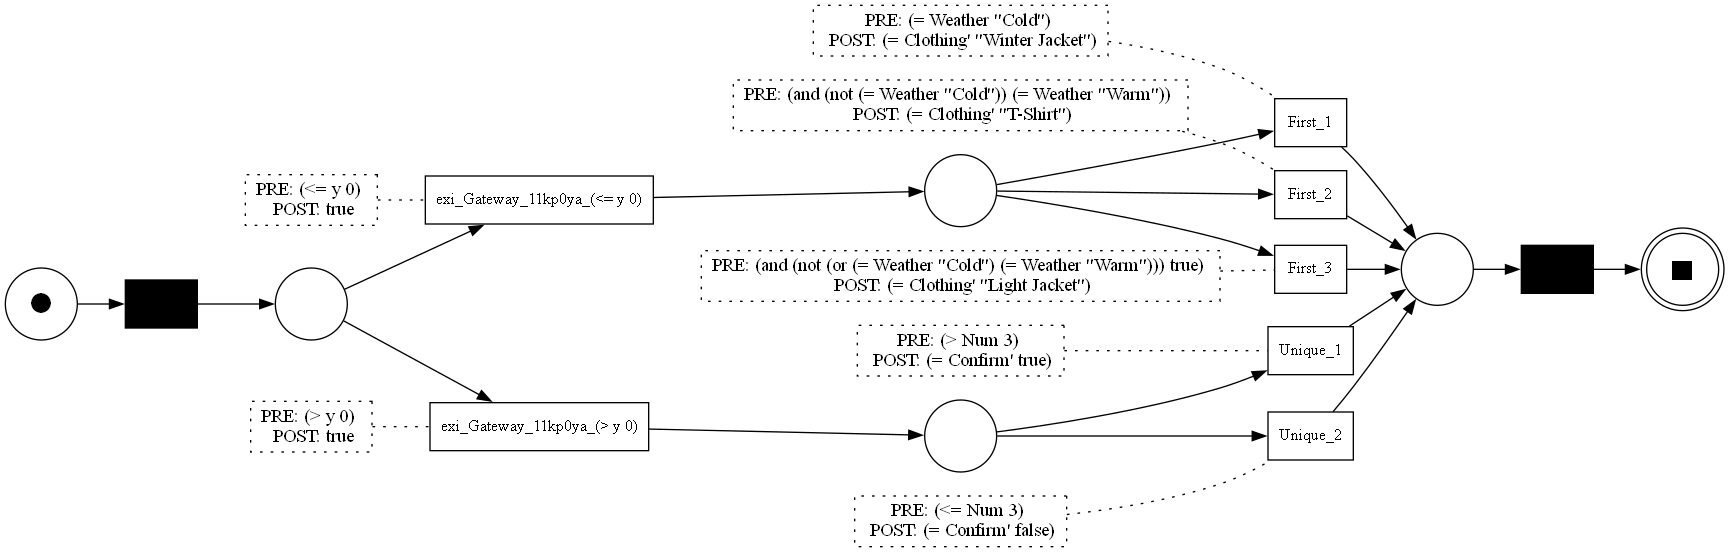 PRE: (= Weather "Cold")
POST: (= Clothing' "Winter Jacket")
PRE: (and (not (= Weather "Cold")) (= Weather "Warm"))
POST: (= Clothing' "T-Shirt")
First_1
First_2
PRE: (<= y 0)
POST: true
exi_Gateway_11kp0ya_(<= y 0)
PRE: (and (not (or (= Weather "Cold") (= Weather "Warm"))) true)
POST: (= Clothing' "Light Jacket")
First_3
PRE: (> Num 3)
POST: (= Confirm' true)
Unique_1
PRE: (> y 0)
POST: true
exi_Gateway_11kp0ya_(> y 0)
Unique_2
PRE: (<= Num 3)
POST: (= Confirm' false)